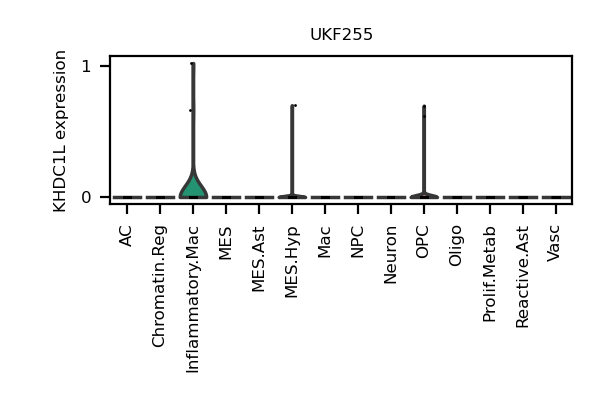 UKF255
KHDC1L expression
1
0
AC
Chromatin.Reg
Inflammatory.Mac
MES
MES.Ast
MES.Hyp
Mac
NPC
Neuron
OPC
Oligo
Prolif.Metab
Reactive.Ast
Vasc